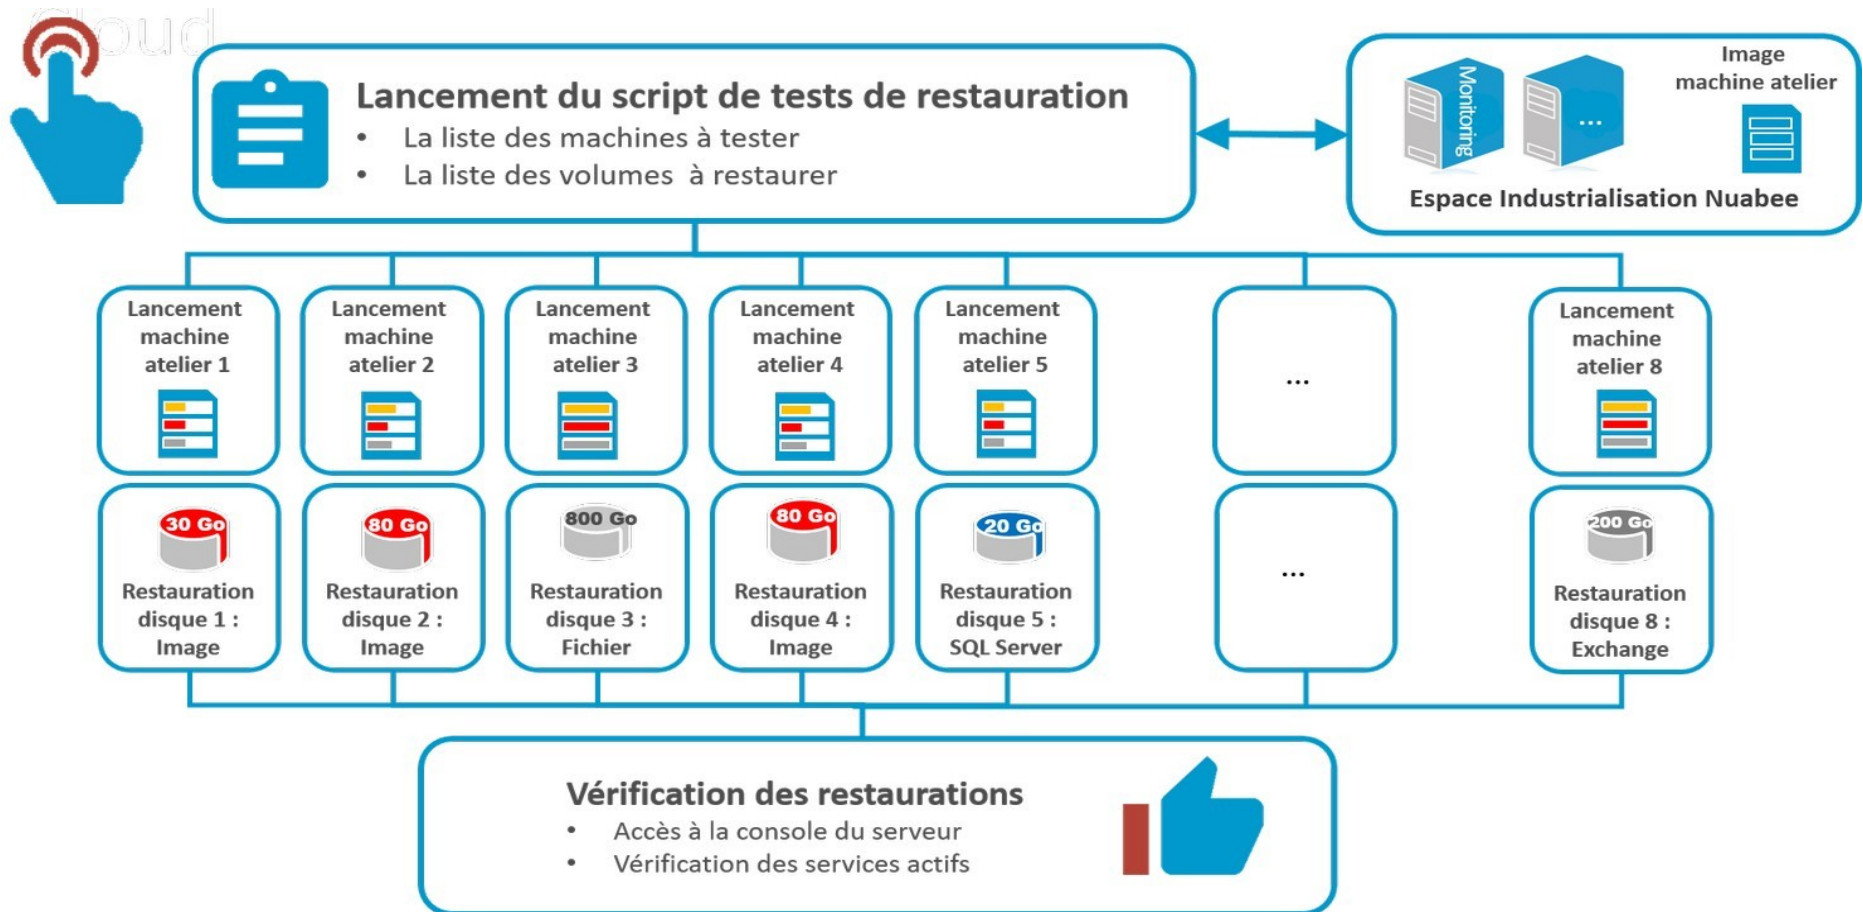 Cloud
Lancement du script de tests de restauration
• La liste des machines à tester
• La liste des volumes à restaurer
Monitoring
...
Image
machine atelier
Espace Industrialisation Nuabee
Lancement
machine
atelier 1
Lancement
machine
atelier 2
Lancement
machine
atelier 3
Lancement
machine
atelier 4
Lancement
machine
atelier 5
...
Lancement
machine
atelier 8
30 Go
Restauration
disque 1 :
Image
80 Go
Restauration
disque 2 :
Image
800 Go
Restauration
disque 3 :
Fichier
80 Go
Restauration
disque 4 :
Image
20 Go
Restauration
disque 5 :
SQL Server
...
200 Go
Restauration
disque 8 :
Exchange
Vérification des restaurations
• Accès à la console du serveur
• Vérification des services actifs